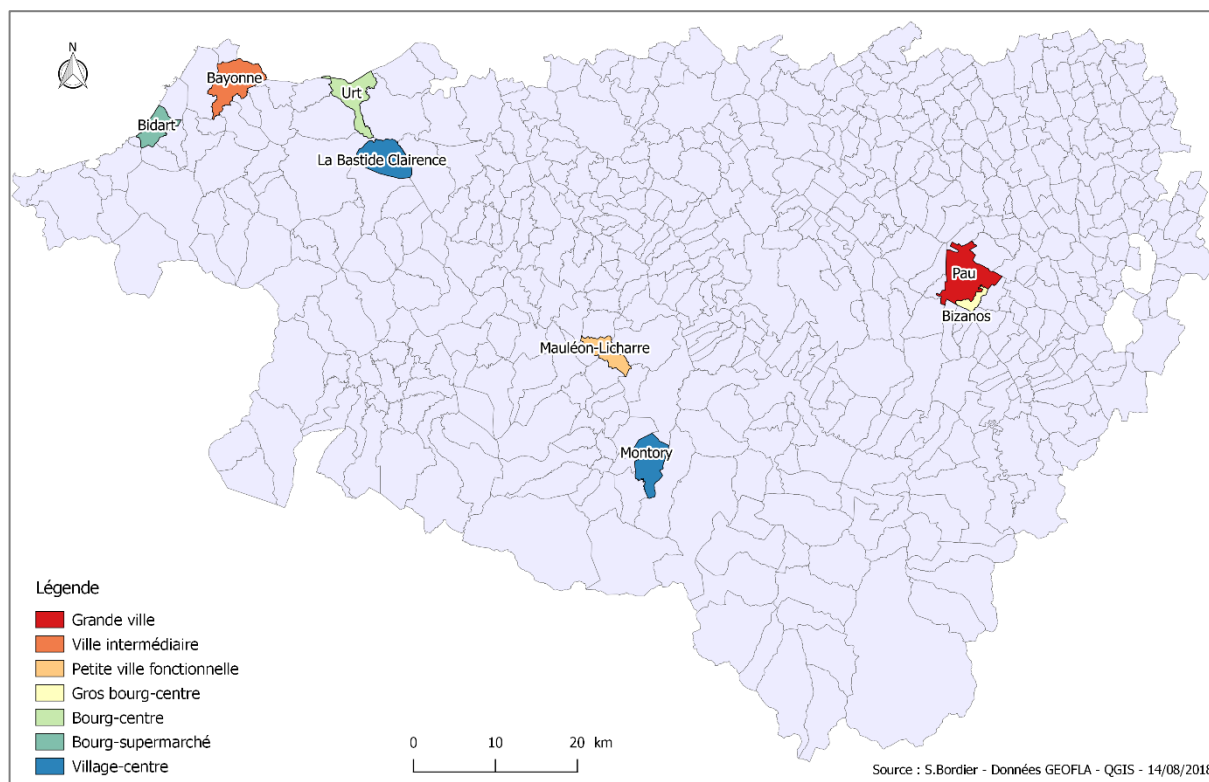 N
Bayonne
Urt
Bidart
La Bastide Clairence
Pau
Bizanos
Mauléon-Licharre
Montory
Légende
Grande ville
Ville intermédiaire
Petite ville fonctionnelle
Gros bourg-centre
Bourg-centre
Bourg-supermarché
Village-centre
0 10 20 km
Source : S.Bordier - Données GEOFLA - QGIS - 14/08/2018